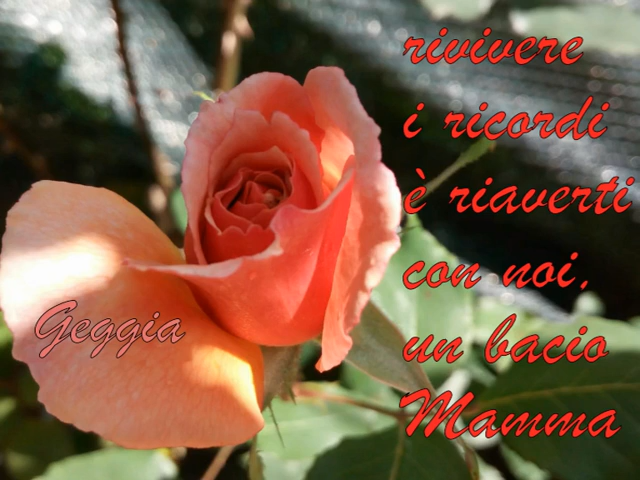 rivivere
i ricordi
è riaverti
con noi,
un bacio
Mamma
Geggia